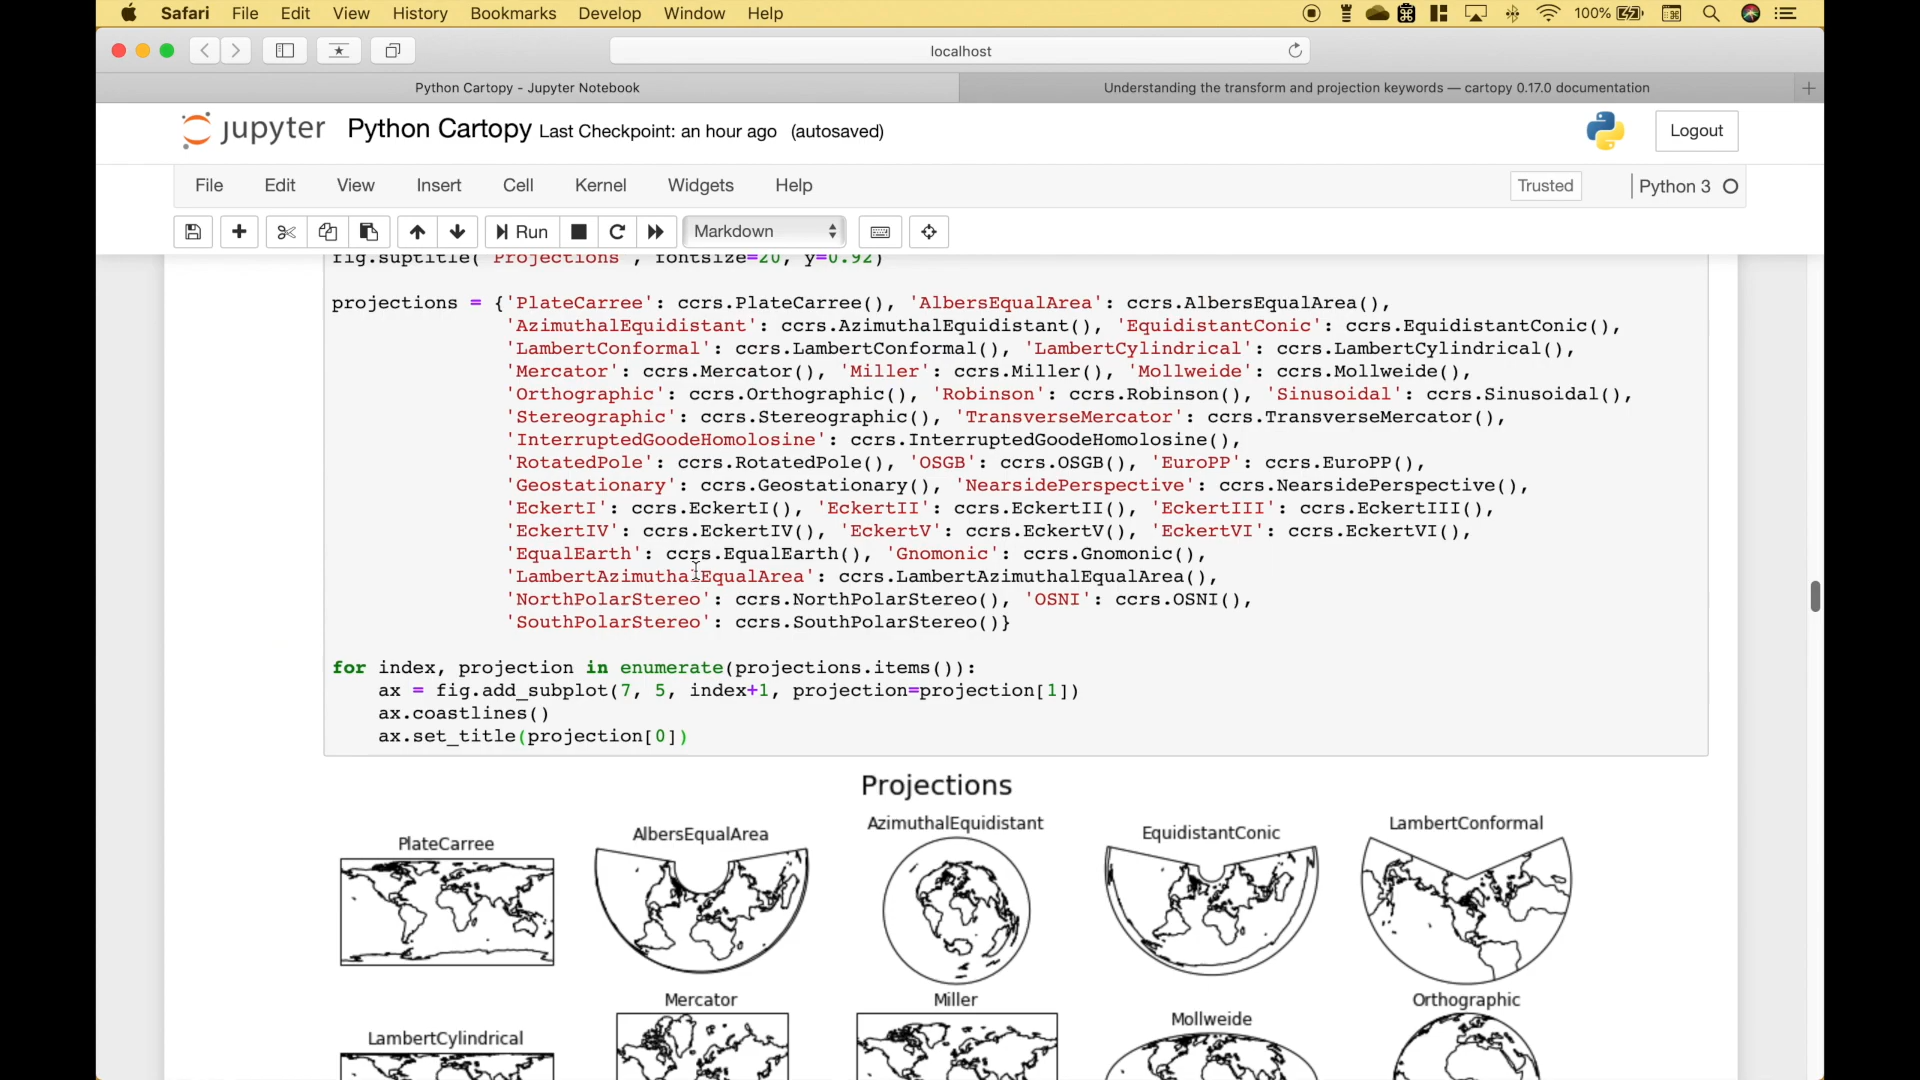 Safari File Edit View History Bookmarks Develop Window Help 100%
localhost
Python Cartopy - Jupyter Notebook Understanding the transform and projection keywords — cartopy 0.17.0 documentation
jupyter Python Cartopy Last Checkpoint: an hour ago (autosaved) Logout
File Edit View Insert Cell Kernel Widgets Help Trusted Python 3
Run Markdown
fig.suptitle('Projections', fontsize=20, y=0.92)
projections = {'PlateCarree': ccrs.PlateCarree(), 'AlbersEqualArea': ccrs.AlbersEqualArea(),
'AzimuthalEquidistant': ccrs.AzimuthalEquidistant(), 'EquidistantConic': ccrs.EquidistantConic(),
'LambertConformal': ccrs.LambertConformal(), 'LambertCylindrical': ccrs.LambertCylindrical(),
'Mercator': ccrs.Mercator(), 'Miller': ccrs.Miller(), 'Mollweide': ccrs.Mollweide(),
'Orthographic': ccrs.Orthographic(), 'Robinson': ccrs.Robinson(), 'Sinusoidal': ccrs.Sinusoidal(),
'Stereographic': ccrs.Stereographic(), 'TransverseMercator': ccrs.TransverseMercator(),
'InterruptedGoodeHomolosine': ccrs.InterruptedGoodeHomolosine(),
'RotatedPole': ccrs.RotatedPole(), 'OSGB': ccrs.OSGB(), 'EuroPP': ccrs.EuroPP(),
'Geostationary': ccrs.Geostationary(), 'NearsidePerspective': ccrs.NearsidePerspective(),
'EckertI': ccrs.EckertI(), 'EckertII': ccrs.EckertII(), 'EckertIII': ccrs.EckertIII(),
'EckertIV': ccrs.EckertIV(), 'EckertV': ccrs.EckertV(), 'EckertVI': ccrs.EckertVI(),
'EqualEarth': ccrs.EqualEarth(), 'Gnomonic': ccrs.Gnomonic(),
'LambertAzimuthalEqualArea': ccrs.LambertAzimuthalEqualArea(),
'NorthPolarStereo': ccrs.NorthPolarStereo(), 'OSNI': ccrs.OSNI(),
'SouthPolarStereo': ccrs.SouthPolarStereo()}
for index, projection in enumerate(projections.items()):
ax = fig.add_subplot(7, 5, index+1, projection=projection[1])
ax.coastlines()
ax.set_title(projection[0])
Projections
PlateCarree AlbersEqualArea AzimuthalEquidistant EquidistantConic LambertConformal
LambertCylindrical Mercator Miller Mollweide Orthographic